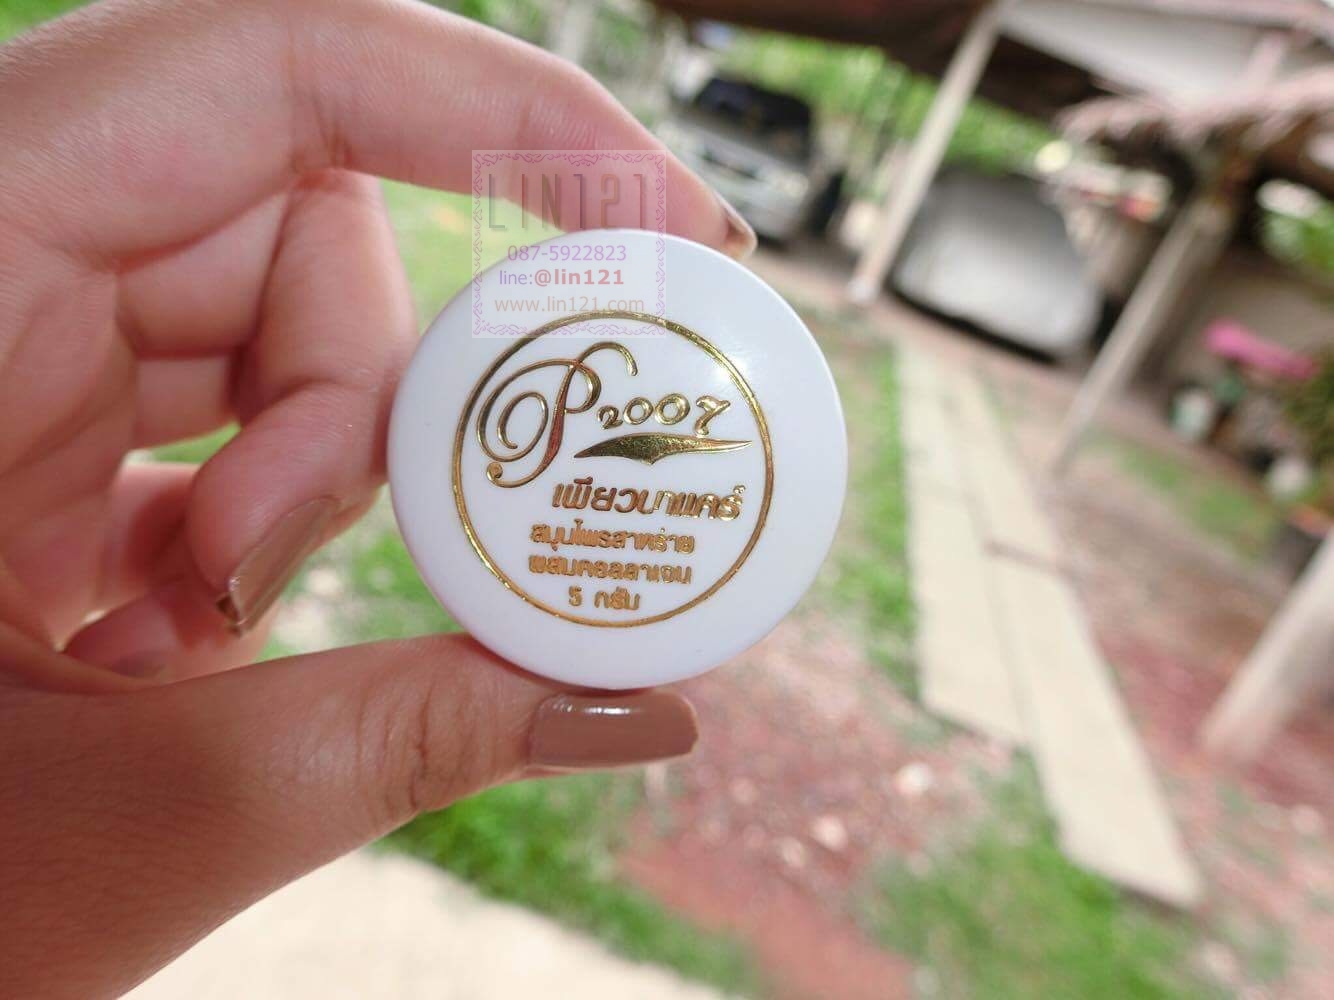 LIN121
087-5922823
line:@lin121
www.lin121.com
P 2007
เพียวนาแคร์
สมุนไพรสาหร่าย
ผสมคอลลาเจน
5 กรัม